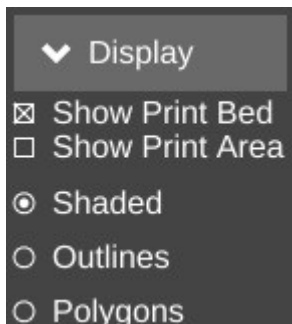 Display
Show Print Bed
Show Print Area
Shaded
Outlines
Polygons